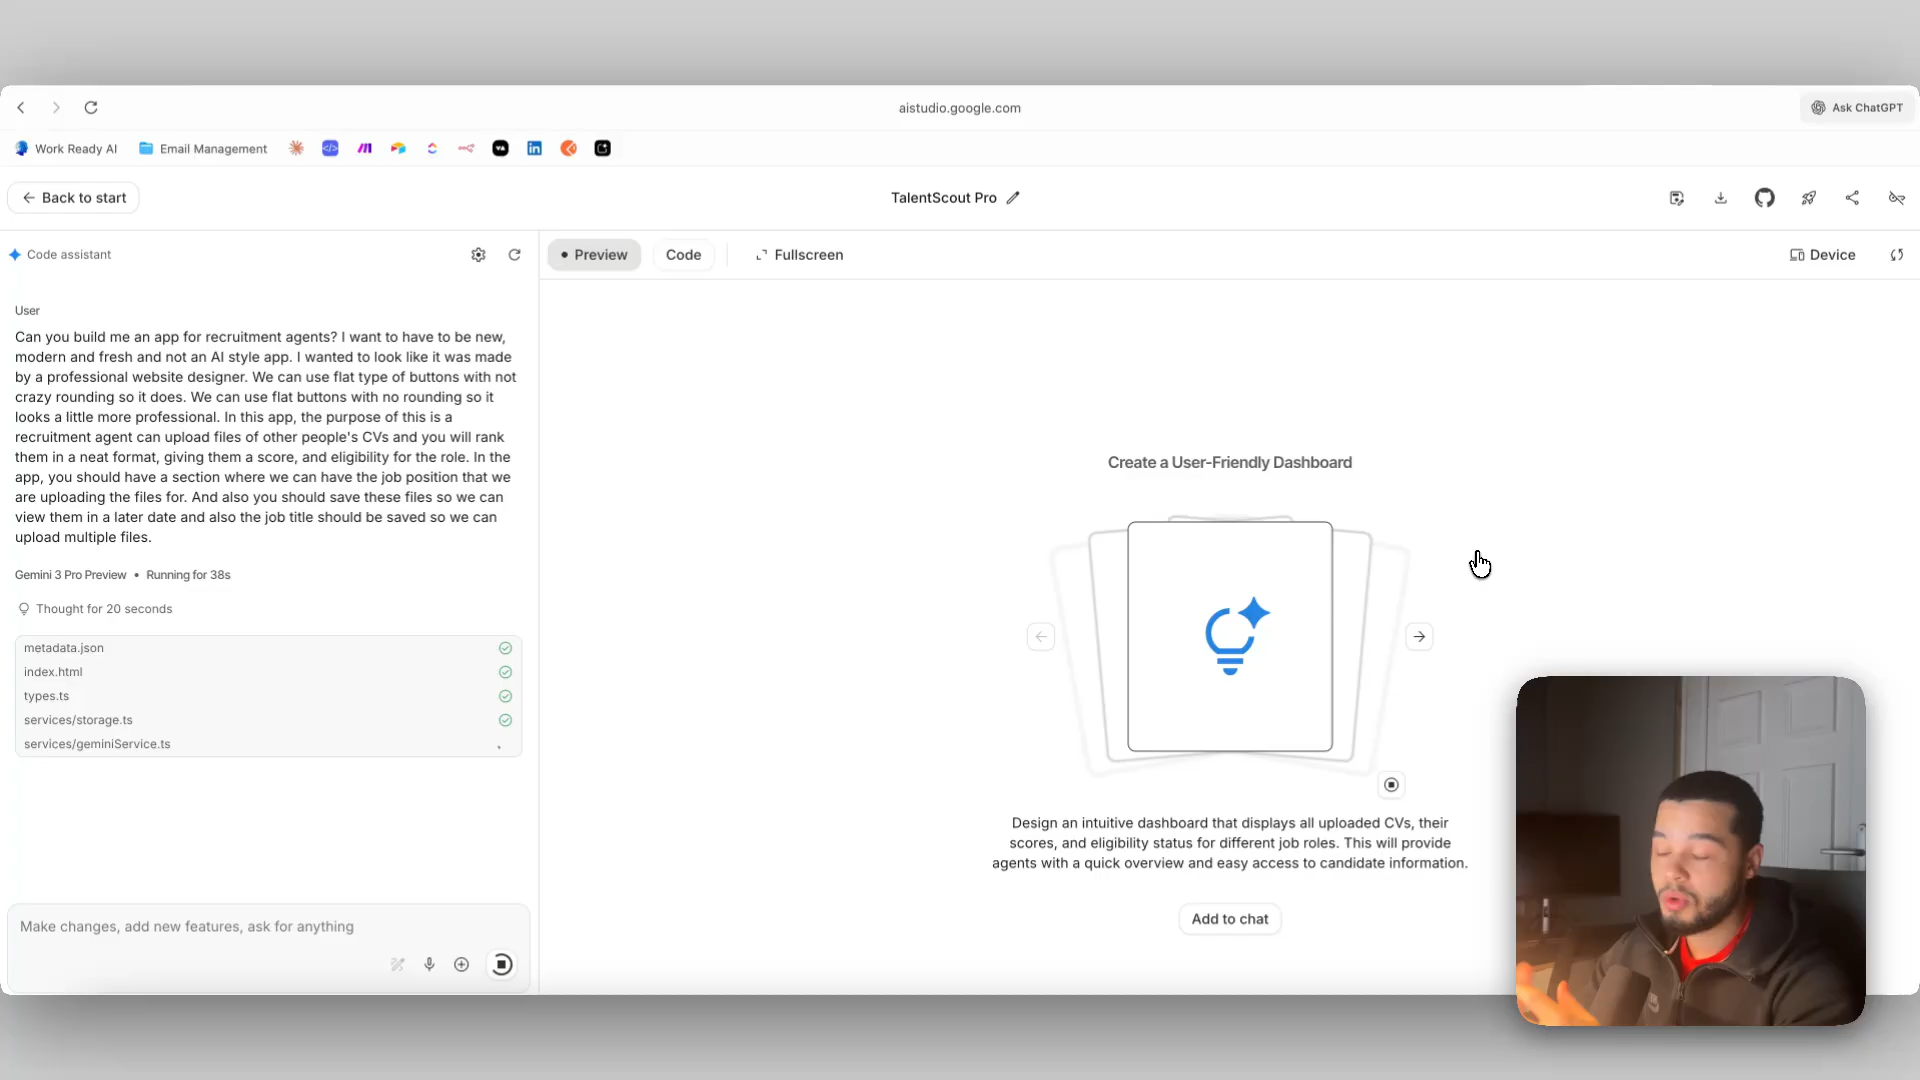 aistudio.google.com
Ask ChatGPT
Work Ready AI
Email Management
Back to start
TalentScout Pro
Code assistant
Preview
Code
Fullscreen
Device
User
Can you build me an app for recruitment agents? I want to have to be new,
modern and fresh and not an AI style app. I wanted to look like it was made
by a professional website designer. We can use flat type of buttons with not
crazy rounding so it does. We can use flat buttons with no rounding so it
looks a little more professional. In this app, the purpose of this is a
recruitment agent can upload files of other people's CVs and you will rank
them in a neat format, giving them a score, and eligibility for the role. In the
app, you should have a section where we can have the job position that we
are uploading the files for. And also you should save these files so we can
view them in a later date and also the job title should be saved so we can
upload multiple files.
Gemini 3 Pro Preview • Running for 38s
Thought for 20 seconds
metadata.json
index.html
types.ts
services/storage.ts
services/geminiService.ts
Make changes, add new features, ask for anything
Create a User-Friendly Dashboard
Design an intuitive dashboard that displays all uploaded CVs, their
scores, and eligibility status for different job roles. This will provide
agents with a quick overview and easy access to candidate information.
Add to chat